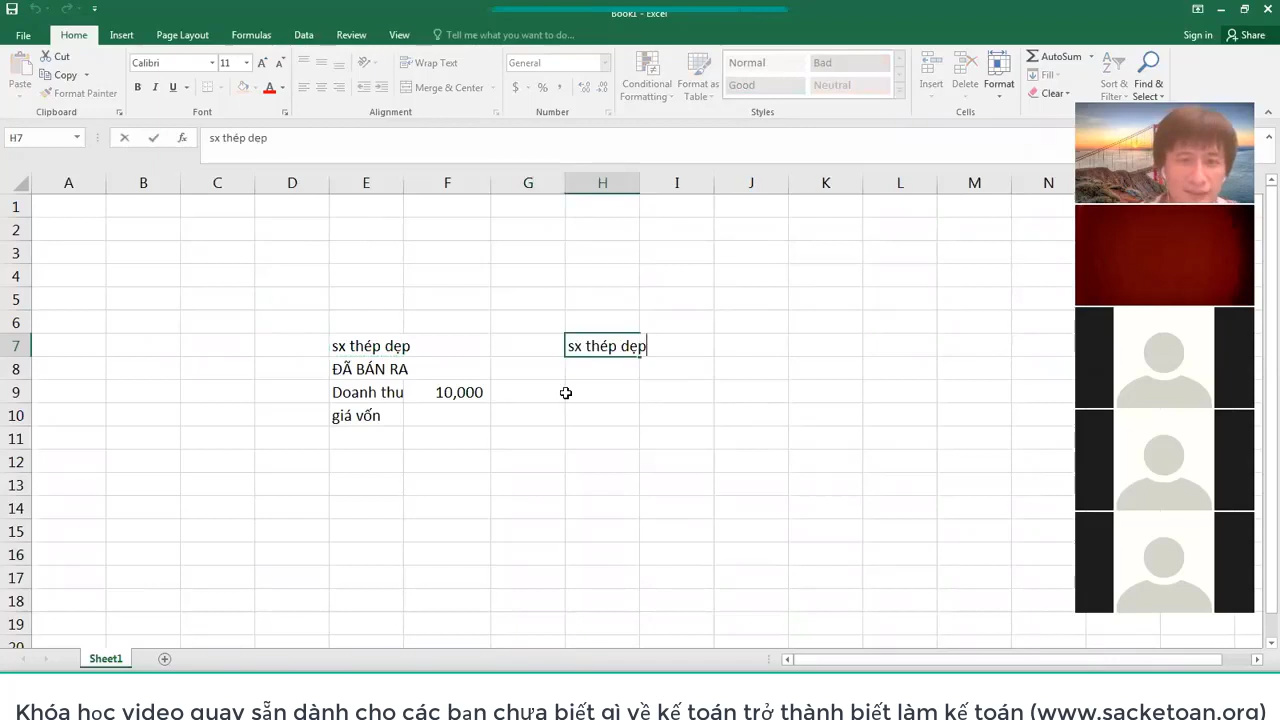 Book1 - Excel
File Home Insert Page Layout Formulas Data Review View Tell me what you want to do... Sign in Share
Paste Cut Copy Format Painter Clipboard
Calibri 11 A A B I U A Font
Wrap Text Merge & Center Alignment
General $ % , Number
Conditional Formatting Format as Table Normal Bad Good Neutral Styles
Insert Delete Format Cells
AutoSum Fill Clear Sort & Filter Find & Select
H7 fx sx thép dẹp
A B C D E F G H I J K L M N
1
2
3
4
5
6
7 sx thép dẹp sx thép dẹp
8 ĐÃ BÁN RA
9 Doanh thu 10,000
10 giá vốn
11
12
13
14
15
16
17
18
19
20
Sheet1
Khóa học video quay sẵn dành cho các bạn chưa biết gì về kế toán trở thành biết làm kế toán (www.sacketoan.org)